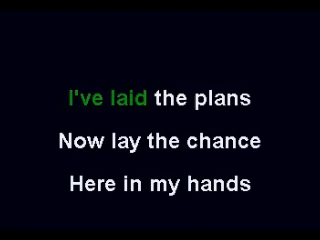 I've laid the plans
Now lay the chance
Here in my hands